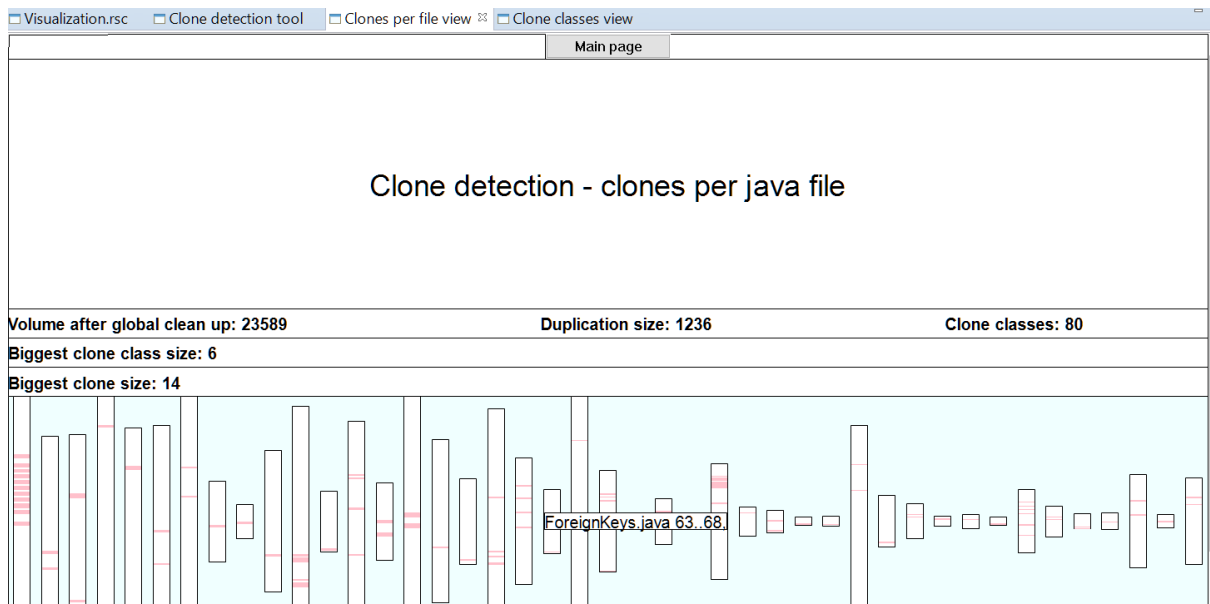 Visualization.rsc Clone detection tool Clones per file view Clone classes view
Main page
Clone detection - clones per java file
Volume after global clean up: 23589 Duplication size: 1236 Clone classes: 80
Biggest clone class size: 6
Biggest clone size: 14
ForeignKeys.java 63..68,